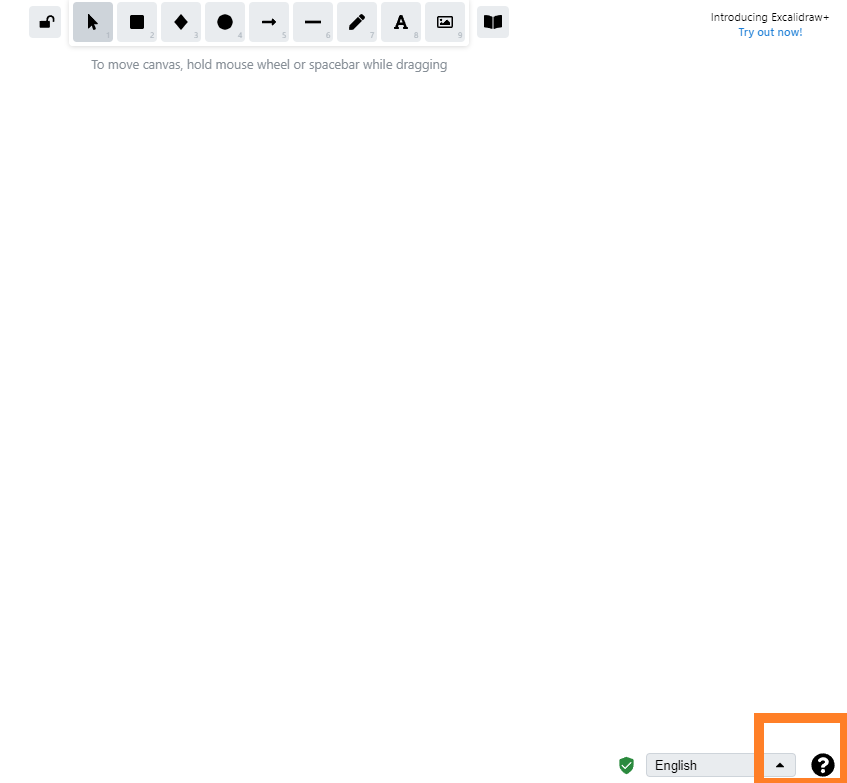 1 2 3 4 5 6 7 A 8 9
Introducing Excalidraw+
Try out now!
To move canvas, hold mouse wheel or spacebar while dragging
English
?